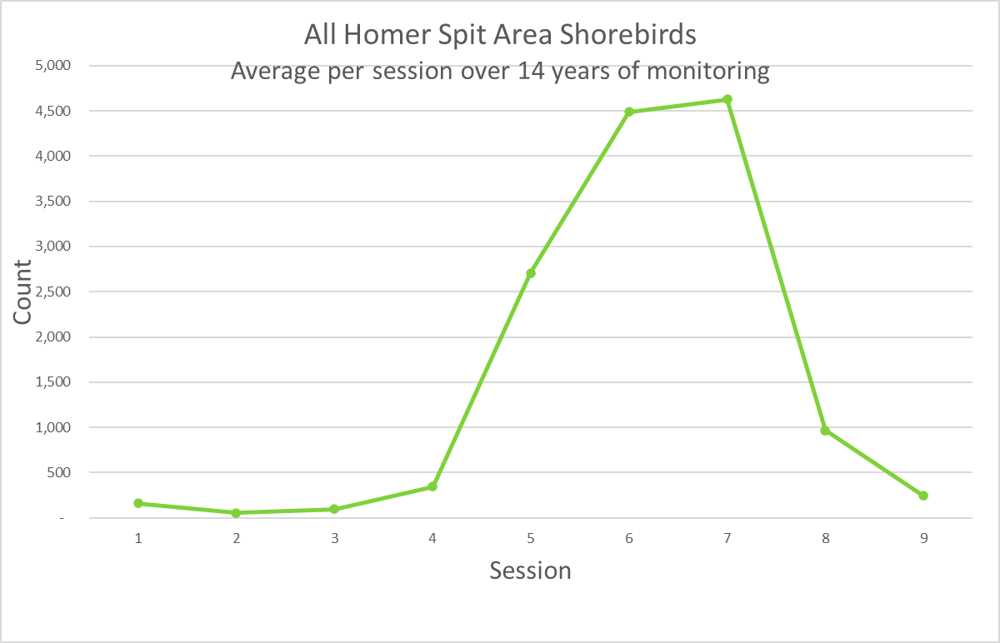 All Homer Spit Area Shorebirds
Average per session over 14 years of monitoring
5,000
4,500
4,000
3,500
3,000
2,500
2,000
1,500
1,000
500
-
Count
1 2 3 4 5 6 7 8 9
Session